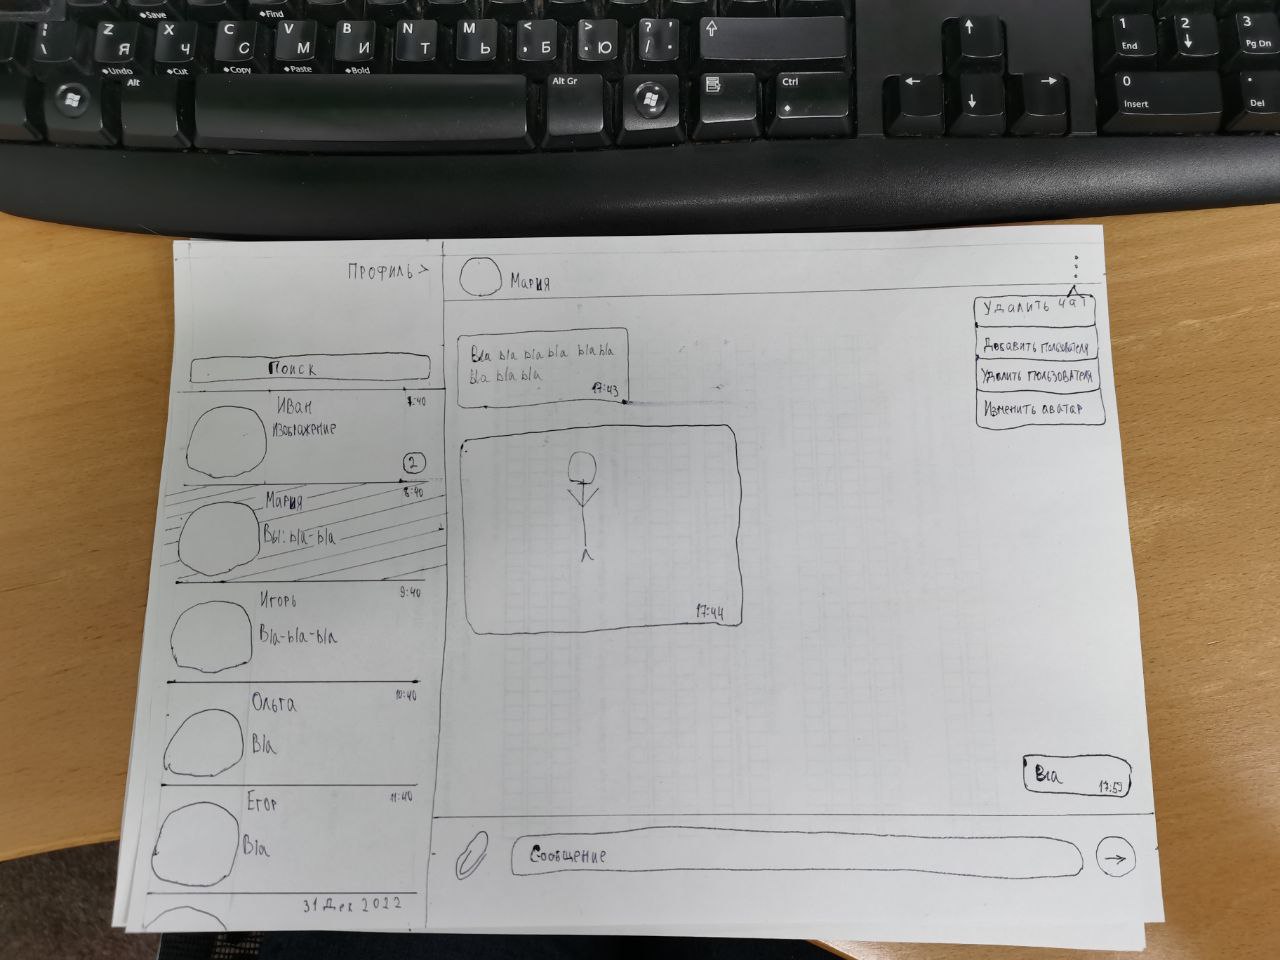 Save
Find
Z Я
X Ч
C С
V М
B И
N Т
M Ь
< , Б
> . Ю
? / , .
⇧
1 End
2 ↓
3 Pg Dn
Undo
Cut
Copy
Paste
Bold
Alt
Alt Gr
Ctrl
↑
← ↓ →
0 Insert
. Del
Профиль >
Поиск
Иван
Изображение
2
Мария 8:40
Вы: bla-bla
Игорь 9:40
Bla-bla-bla
Ольга 10:40
Bla
Егор 11:40
Bla
31 Дек 2022
Мария
Удалить чат
Добавить пользователя
Удалить пользователя
Изменить аватар
Bla bla bla bla bla bla
bla bla bla
17:43
17:44
Bla
17:59
Сообщение
→